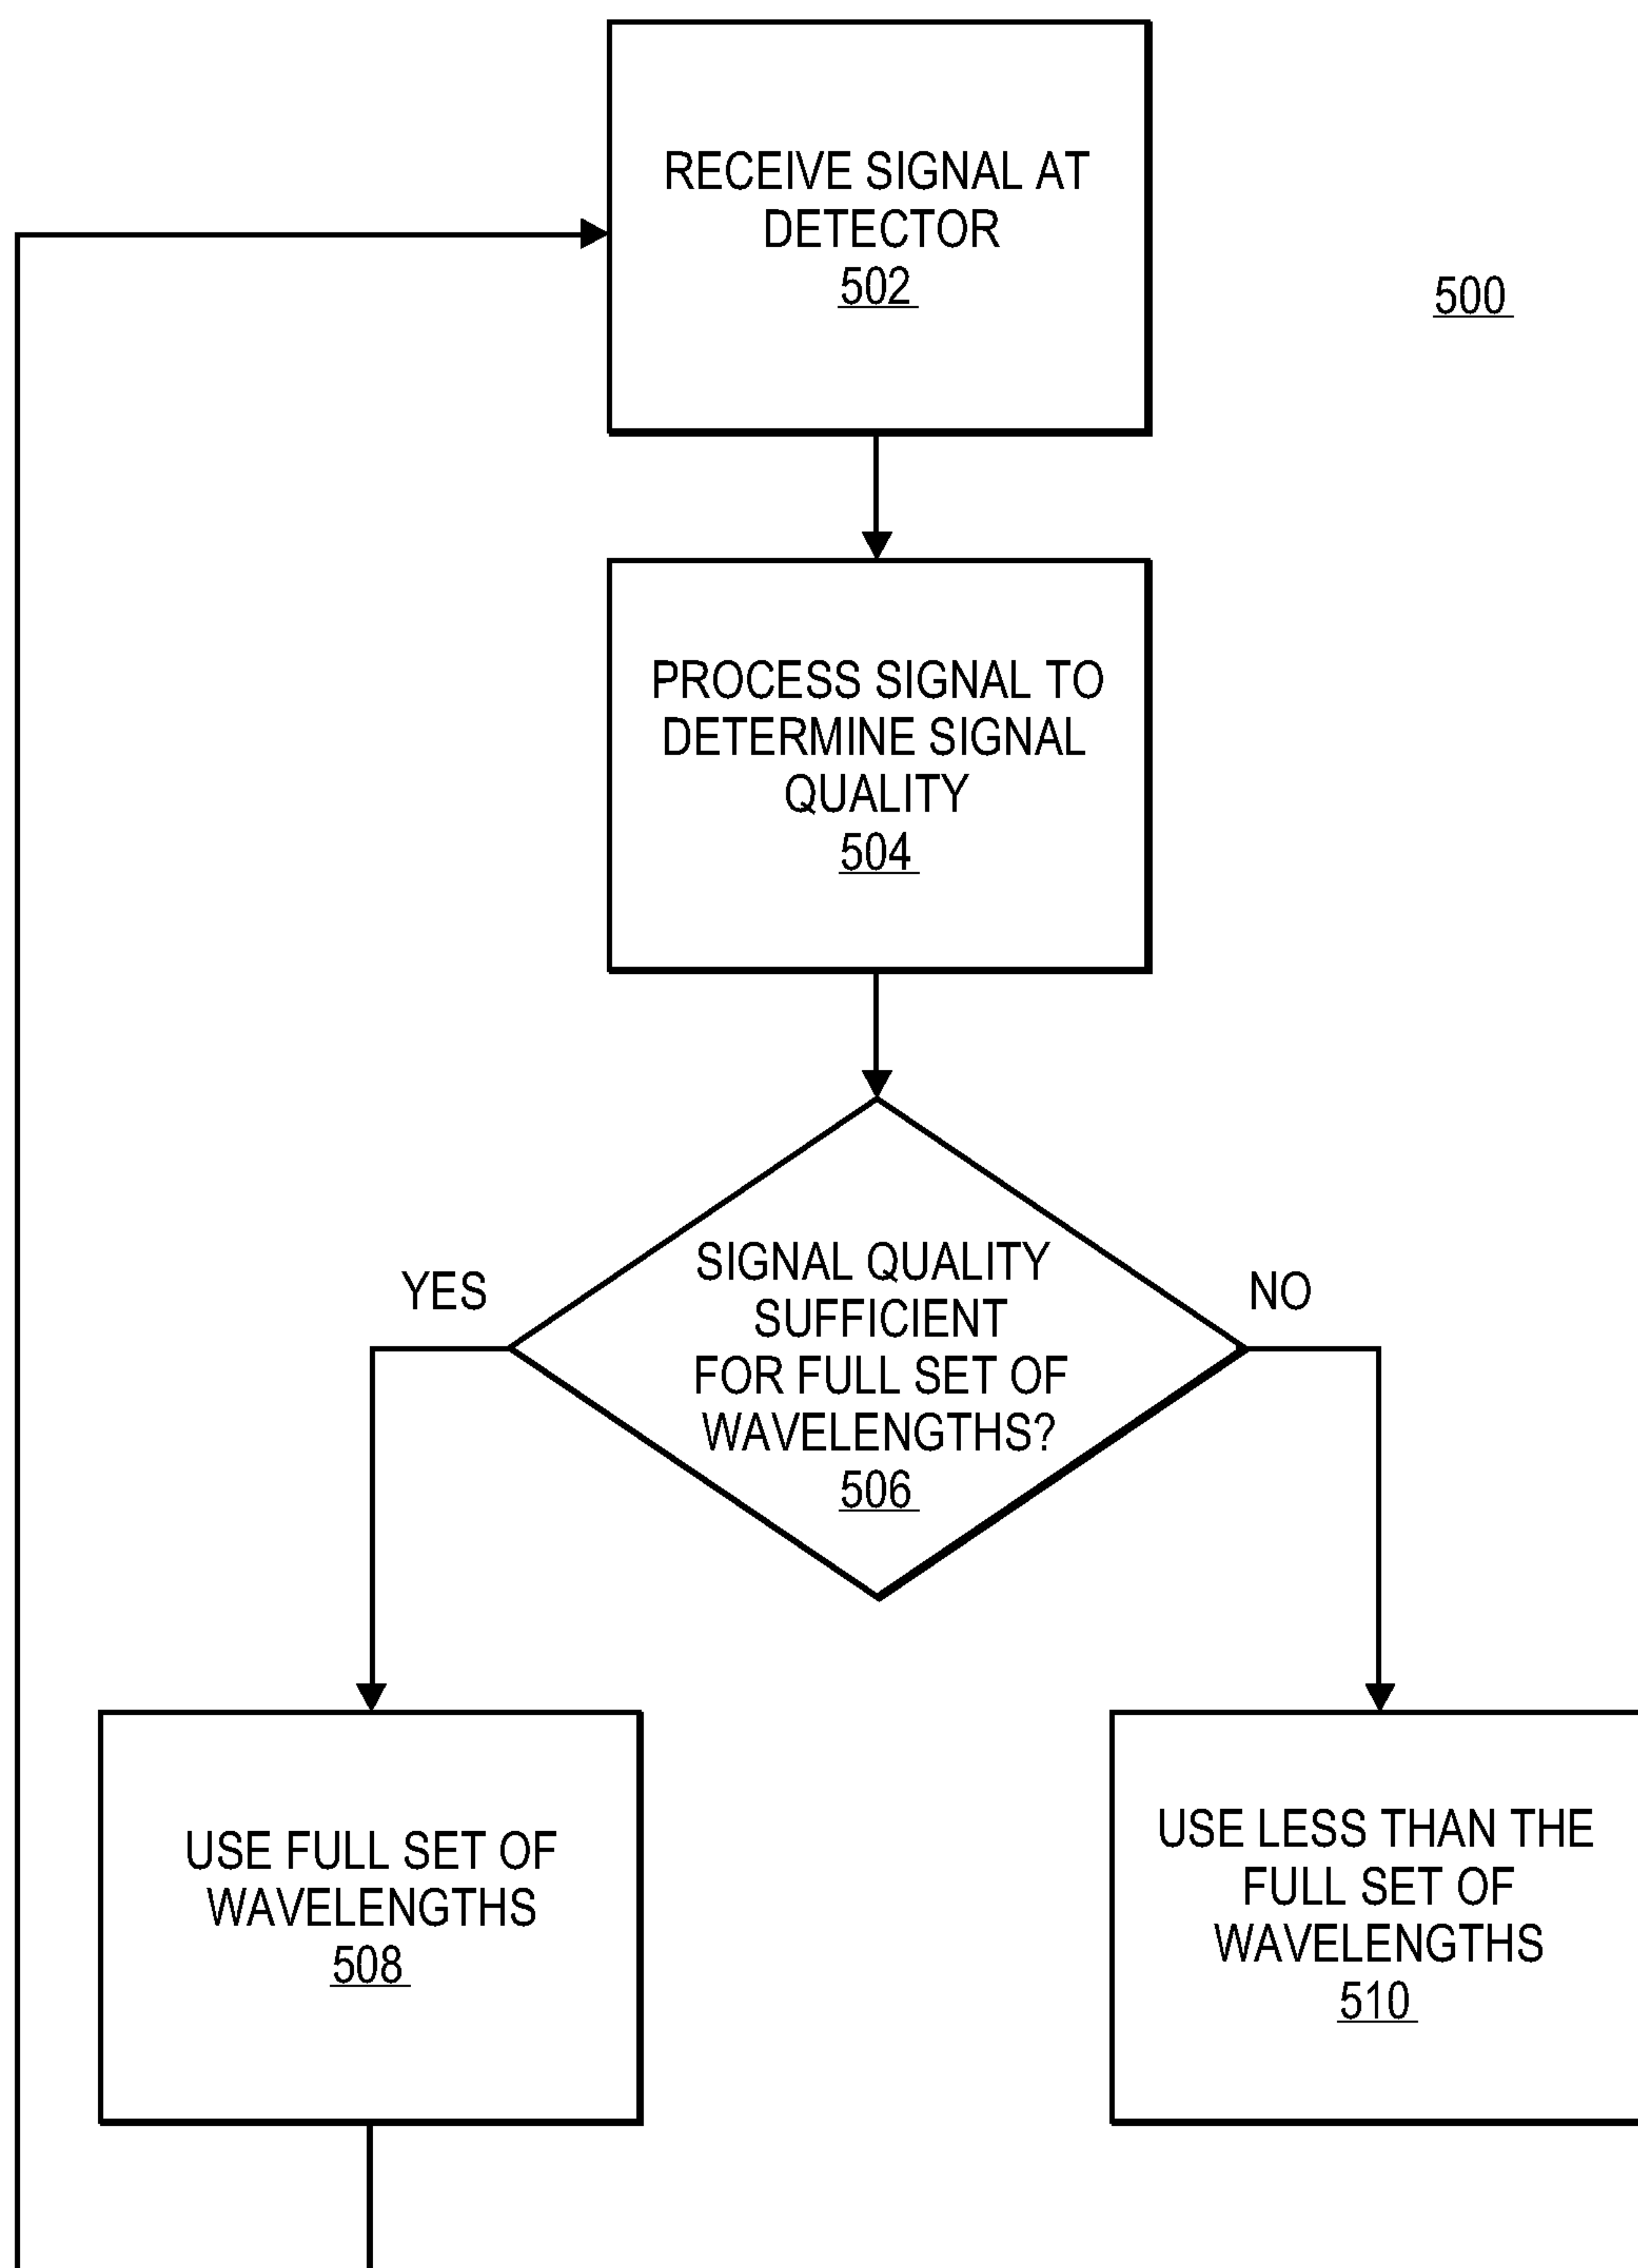 RECEIVE SIGNAL AT
DETECTOR
502
500
PROCESS SIGNAL TO
DETERMINE SIGNAL
QUALITY
504
YES
SIGNAL QUALITY
SUFFICIENT
FOR FULL SET OF
WAVELENGTHS?
506
NO
USE FULL SET OF
WAVELENGTHS
508
USE LESS THAN THE
FULL SET OF
WAVELENGTHS
510